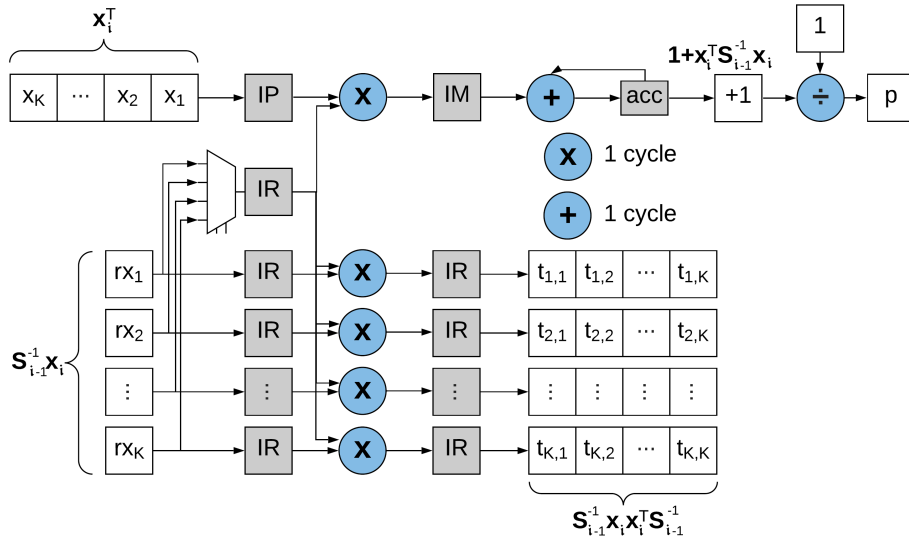 x_i^T
1
1+x_i^T S_{i-1}^{-1} x_i
x_K ... x_2 x_1 IP x IM + acc +1 ÷ p
x 1 cycle
IR
+ 1 cycle
rx_1 IR x IR t_{1,1} t_{1,2} ... t_{1,K}
rx_2 IR x IR t_{2,1} t_{2,2} ... t_{2,K}
S_{i-1}^{-1} x_i
⋮ ⋮ x ⋮ ⋮ ⋮ ⋮ ⋮
rx_K IR x IR t_{K,1} t_{K,2} ... t_{K,K}
S_{i-1}^{-1} x_i x_i^T S_{i-1}^{-1}